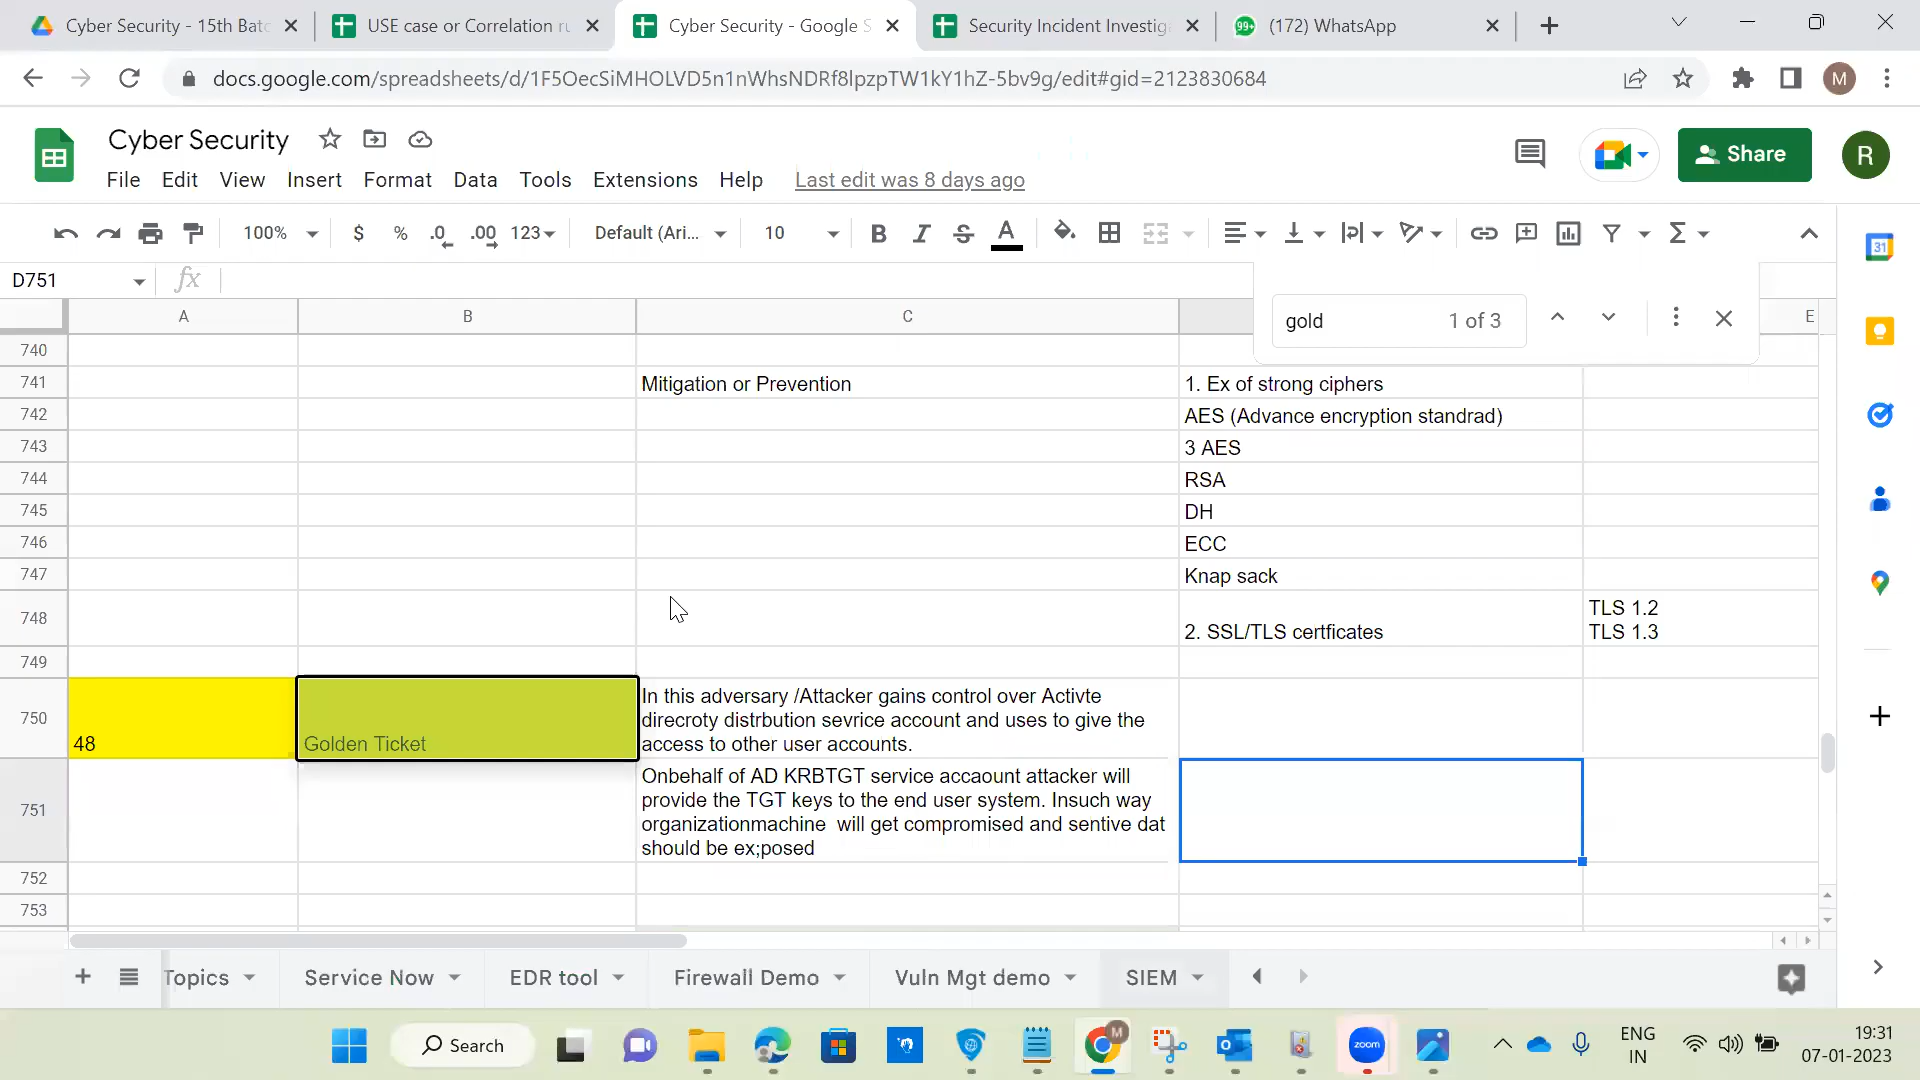 Cyber Security - 15th Batc
USE case or Correlation ru
Cyber Security - Google S
Security Incident Investiga
99+
(172) WhatsApp
docs.google.com/spreadsheets/d/1F5OecSiMHOLVD5n1nWhsNDRf8lpzpTW1kY1hZ-5bv9g/edit#gid=2123830684
M
Cyber Security
Share
R
File Edit View Insert Format Data Tools Extensions Help Last edit was 8 days ago
100% $ % .0 .00 123 Default (Ari... 10 B I S A
31
D751
fx
gold 1 of 3
A B C E
740
741 Mitigation or Prevention 1. Ex of strong ciphers
742 AES (Advance encryption standrad)
743 3 AES
744 RSA
745 DH
746 ECC
747 Knap sack
TLS 1.2
748 2. SSL/TLS certficates TLS 1.3
749
In this adversary /Attacker gains control over Activte
750 direcroty distrbution sevrice account and uses to give the
48 Golden Ticket access to other user accounts.
Onbehalf of AD KRBTGT service accaount attacker will
751 provide the TGT keys to the end user system. Insuch way
organizationmachine will get compromised and sentive dat
should be ex;posed
752
753
Topics Service Now EDR tool Firewall Demo Vuln Mgt demo SIEM
Search
M
zoom
ENG
IN
19:31
07-01-2023